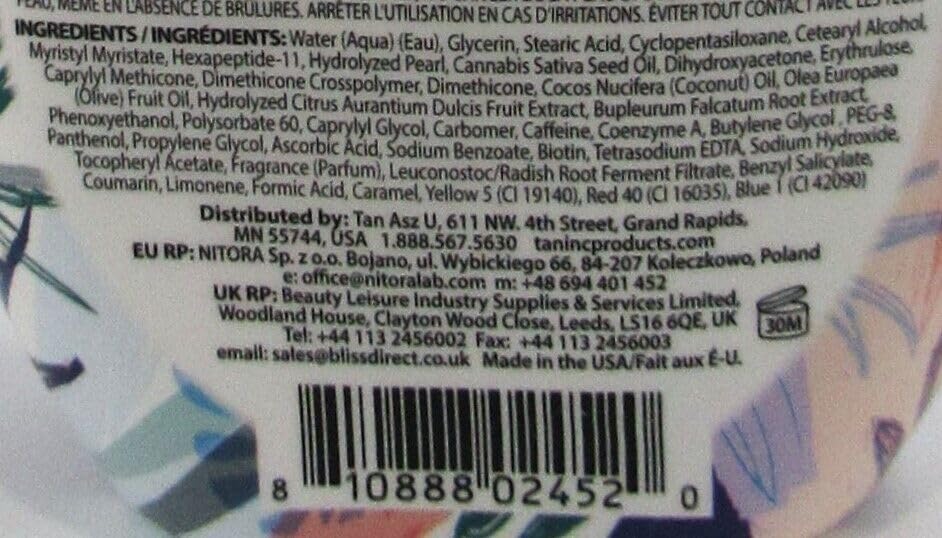 PEAU, MÊME EN L'ABSENCE DE BRÛLURES. ARRÊTER L'UTILISATION EN CAS D'IRRITATIONS. ÉVITER TOUT CONTACT AVEC LES
INGREDIENTS / INGRÉDIENTS: Water (Aqua) (Eau), Glycerin, Stearic Acid, Cyclopentasiloxane, Cetearyl Alcohol,
Myristyl Myristate, Hexapeptide-11, Hydrolyzed Pearl, Cannabis Sativa Seed Oil, Dihydroxyacetone, Erythrulose,
Caprylyl Methicone, Dimethicone Crosspolymer, Dimethicone, Cocos Nucifera (Coconut) Oil, Olea Europaea
(Olive) Fruit Oil, Hydrolyzed Citrus Aurantium Dulcis Fruit Extract, Bupleurum Falcatum Root Extract,
Phenoxyethanol, Polysorbate 60, Caprylyl Glycol, Carbomer, Caffeine, Coenzyme A, Butylene Glycol , PEG-8,
Panthenol, Propylene Glycol, Ascorbic Acid, Sodium Benzoate, Biotin, Tetrasodium EDTA, Sodium Hydroxide,
Tocopheryl Acetate, Fragrance (Parfum), Leuconostoc/Radish Root Ferment Filtrate, Benzyl Salicylate,
Coumarin, Limonene, Formic Acid, Caramel, Yellow 5 (CI 19140), Red 40 (CI 16035), Blue 1 (CI 42090)
Distributed by: Tan Asz U, 611 NW. 4th Street, Grand Rapids,
MN 55744, USA 1.888.567.5630 tanincproducts.com
EU RP: NITORA Sp. z o.o. Bojano, ul. Wybickiego 66, 84-207 Koleczkowo, Poland
e: office@nitoralab.com m: +48 694 401 452
UK RP: Beauty Leisure Industry Supplies & Services Limited,
Woodland House, Clayton Wood Close, Leeds, LS16 6QE, UK
30M
Tel: +44 113 2456002 Fax: +44 113 2456003
email: sales@blissdirect.co.uk Made in the USA/Fait aux É-U.
8 10888 02452 0